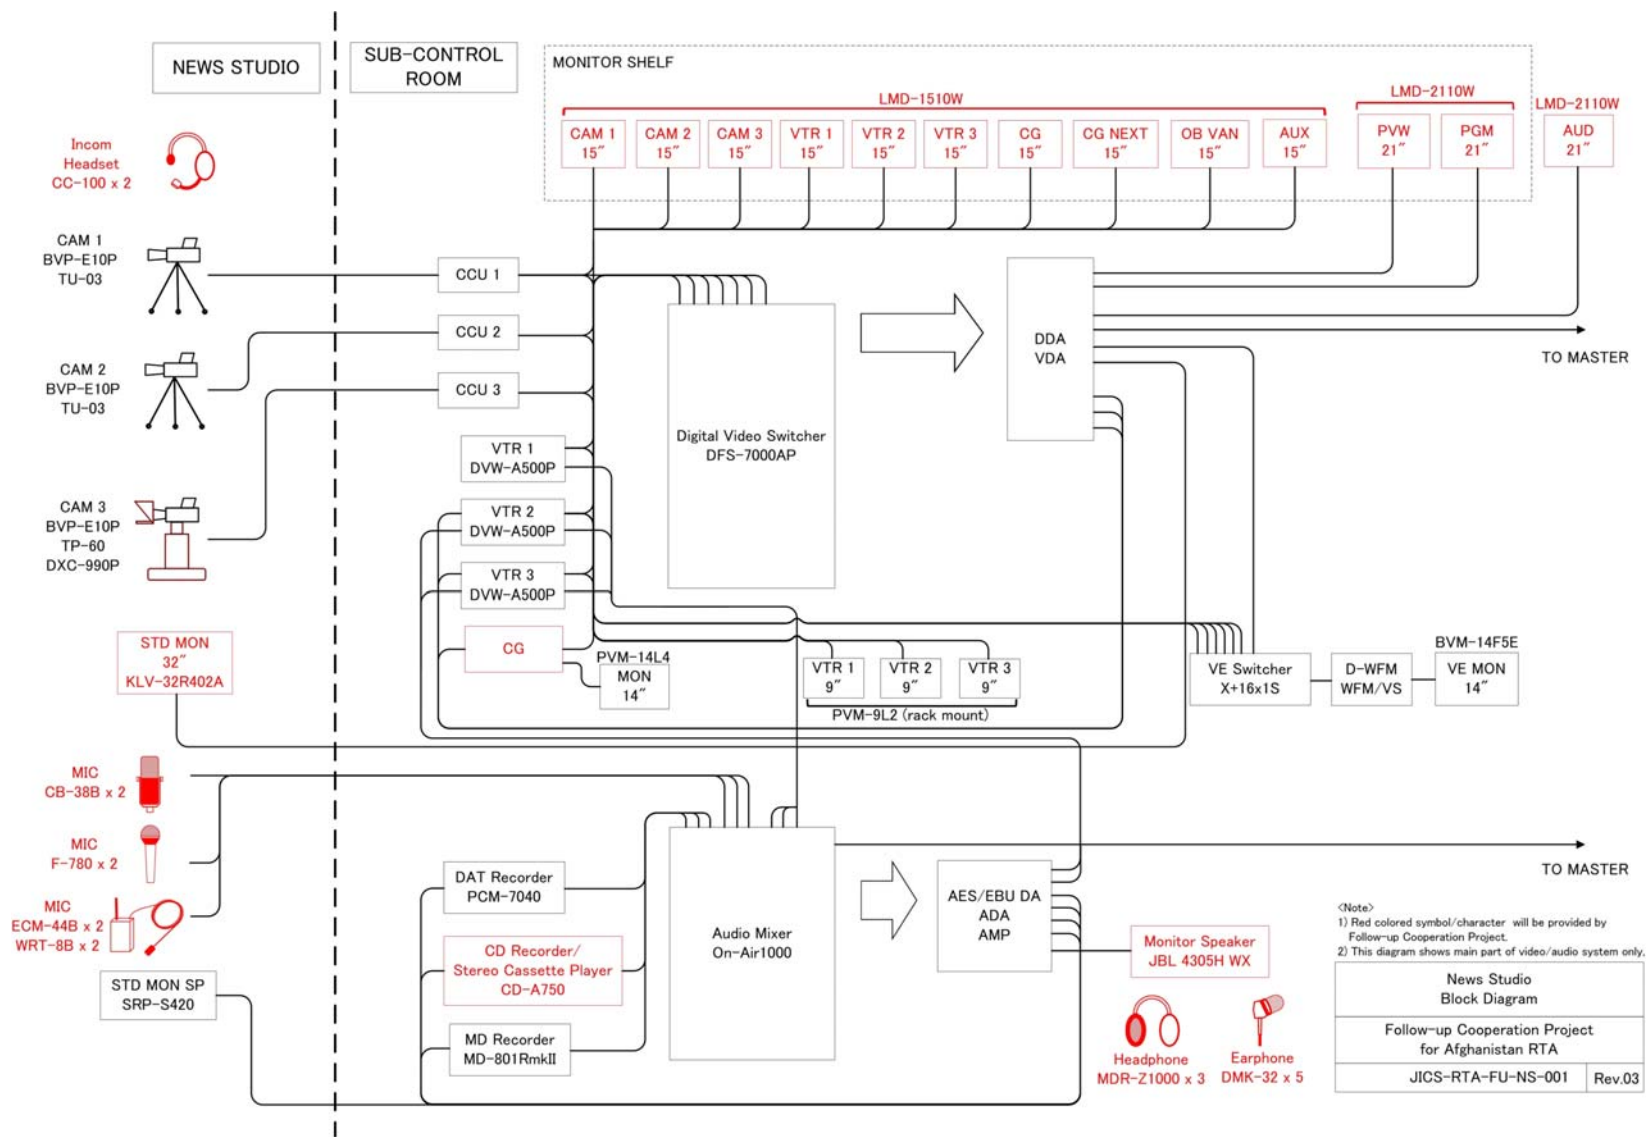 NEWS STUDIO
SUB-CONTROL
ROOM
MONITOR SHELF
LMD-1510W
LMD-2110W
LMD-2110W
CAM 1
15″
CAM 2
15″
CAM 3
15″
VTR 1
15″
VTR 2
15″
VTR 3
15″
CG
15″
CG NEXT
15″
OB VAN
15″
AUX
15″
PVW
21″
PGM
21″
AUD
21″
Incom
Headset
CC-100 x 2
CAM 1
BVP-E10P
TU-03
CCU 1
CCU 2
CCU 3
CAM 2
BVP-E10P
TU-03
CAM 3
BVP-E10P
TP-60
DXC-990P
VTR 1
DVW-A500P
VTR 2
DVW-A500P
VTR 3
DVW-A500P
CG
PVM-14L4
MON
14″
Digital Video Switcher
DFS-7000AP
DDA
VDA
TO MASTER
VTR 1
9″
VTR 2
9″
VTR 3
9″
PVM-9L2 (rack mount)
VE Switcher
X+16x1S
D-WFM
WFM/VS
BVM-14F5E
VE MON
14″
STD MON
32″
KLV-32R402A
MIC
CB-38B x 2
MIC
F-780 x 2
MIC
ECM-44B x 2
WRT-8B x 2
STD MON SP
SRP-S420
DAT Recorder
PCM-7040
CD Recorder/
Stereo Cassette Player
CD-A750
MD Recorder
MD-801RmkII
Audio Mixer
On-Air1000
AES/EBU DA
ADA
AMP
TO MASTER
Monitor Speaker
JBL 4305H WX
Headphone
MDR-Z1000 x 3
Earphone
DMK-32 x 5
<Note>
1) Red colored symbol/character will be provided by
Follow-up Cooperation Project.
2) This diagram shows main part of video/audio system only.
News Studio
Block Diagram
Follow-up Cooperation Project
for Afghanistan RTA
JICS-RTA-FU-NS-001
Rev.03